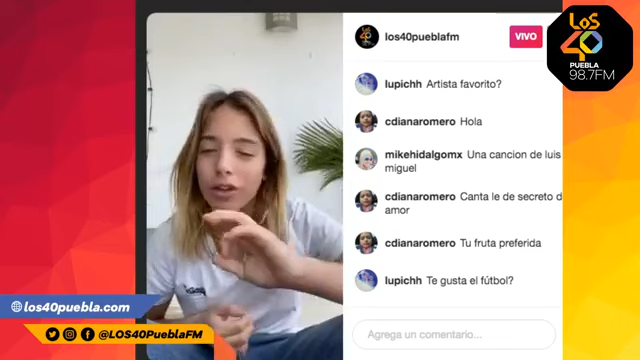 LOS
40
PUEBLA
98.7FM
los40pueblafm
VIVO
lupichh Artista favorito?
cdianaromero Hola
mikehidalgomx Una cancion de luis
miguel
cdianaromero Canta le de secreto d
amor
cdianaromero Tu fruta preferida
lupichh Te gusta el fútbol?
Agrega un comentario...
los40puebla.com
@LOS40PueblaFM